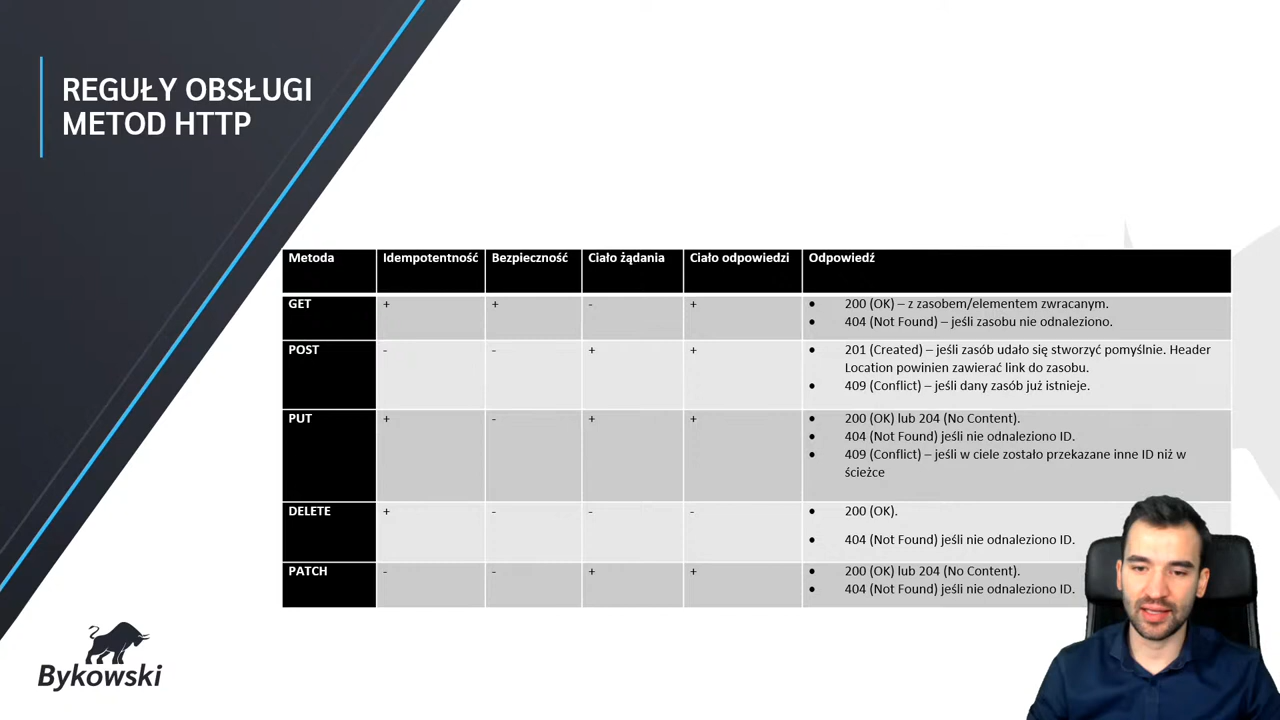 REGUŁY OBSŁUGI
METOD HTTP
Metoda Idempotentność Bezpieczność Ciało żądania Ciało odpowiedzi Odpowiedź
GET + + - + • 200 (OK) – z zasobem/elementem zwracanym.
• 404 (Not Found) – jeśli zasobu nie odnaleziono.
POST - - + + • 201 (Created) – jeśli zasób udało się stworzyć pomyślnie. Header
Location powinien zawierać link do zasobu.
• 409 (Conflict) – jeśli dany zasób już istnieje.
PUT + - + + • 200 (OK) lub 204 (No Content).
• 404 (Not Found) jeśli nie odnaleziono ID.
• 409 (Conflict) – jeśli w ciele zostało przekazane inne ID niż w
ścieżce
DELETE + - - - • 200 (OK).
• 404 (Not Found) jeśli nie odnaleziono ID.
PATCH - - + + • 200 (OK) lub 204 (No Content).
• 404 (Not Found) jeśli nie odnaleziono ID.
Bykowski